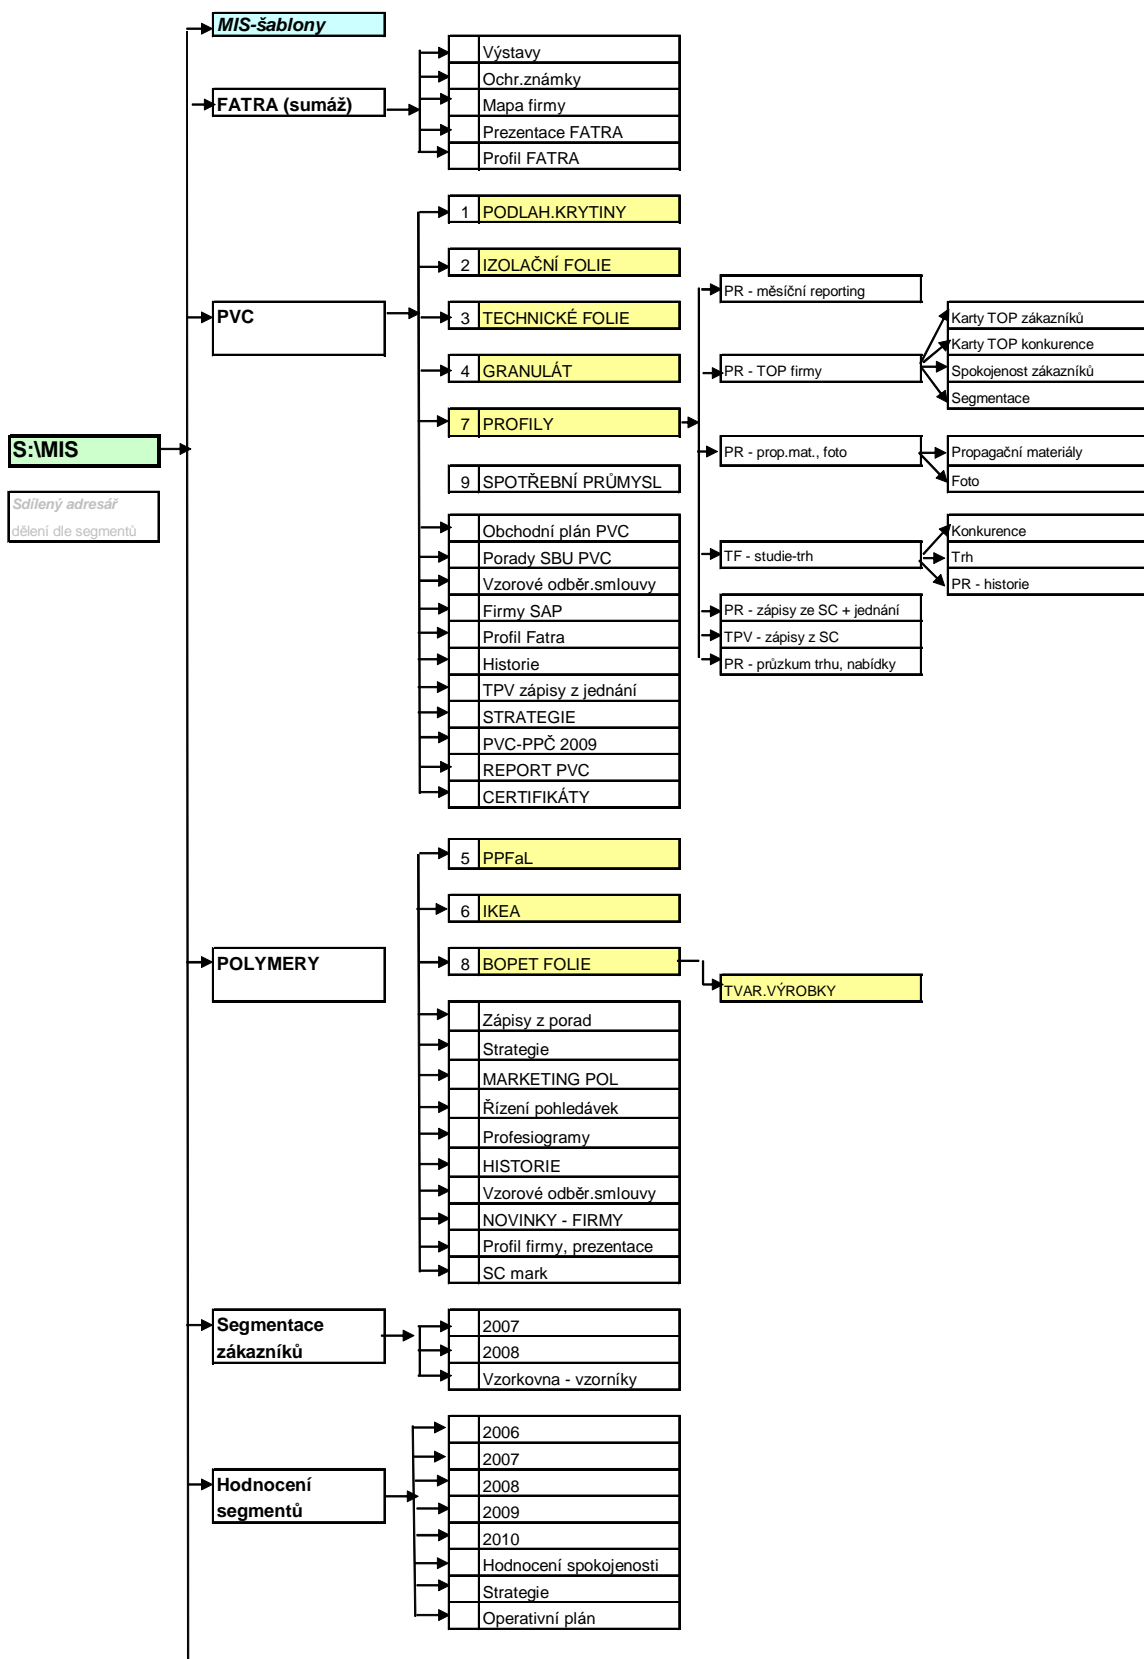 MIS-šablony
FATRA (sumáž)
Výstavy
Ochr.známky
Mapa firmy
Prezentace FATRA
Profil FATRA
PVC
1 PODLAH.KRYTINY
2 IZOLAČNÍ FOLIE
3 TECHNICKÉ FOLIE
4 GRANULÁT
7 PROFILY
9 SPOTŘEBNÍ PRŮMYSL
Obchodní plán PVC
Porady SBU PVC
Vzorové odběr.smlouvy
Firmy SAP
Profil Fatra
Historie
TPV zápisy z jednání
STRATEGIE
PVC-PPČ 2009
REPORT PVC
CERTIFIKÁTY
PR - měsíční reporting
PR - TOP firmy
Karty TOP zákazníků
Karty TOP konkurence
Spokojenost zákazníků
Segmentace
PR - prop.mat., foto
Propagační materiály
Foto
TF - studie-trh
Konkurence
Trh
PR - historie
PR - zápisy ze SC + jednání
TPV - zápisy z SC
PR - průzkum trhu, nabídky
S:\MIS
Sdílený adresář
dělení dle segmentů
POLYMERY
5 PPFaL
6 IKEA
8 BOPET FOLIE
TVAR.VÝROBKY
Zápisy z porad
Strategie
MARKETING POL
Řízení pohledávek
Profesiogramy
HISTORIE
Vzorové odběr.smlouvy
NOVINKY - FIRMY
Profil firmy, prezentace
SC mark
Segmentace
zákazníků
2007
2008
Vzorkovna - vzorníky
Hodnocení
segmentů
2006
2007
2008
2009
2010
Hodnocení spokojenosti
Strategie
Operativní plán